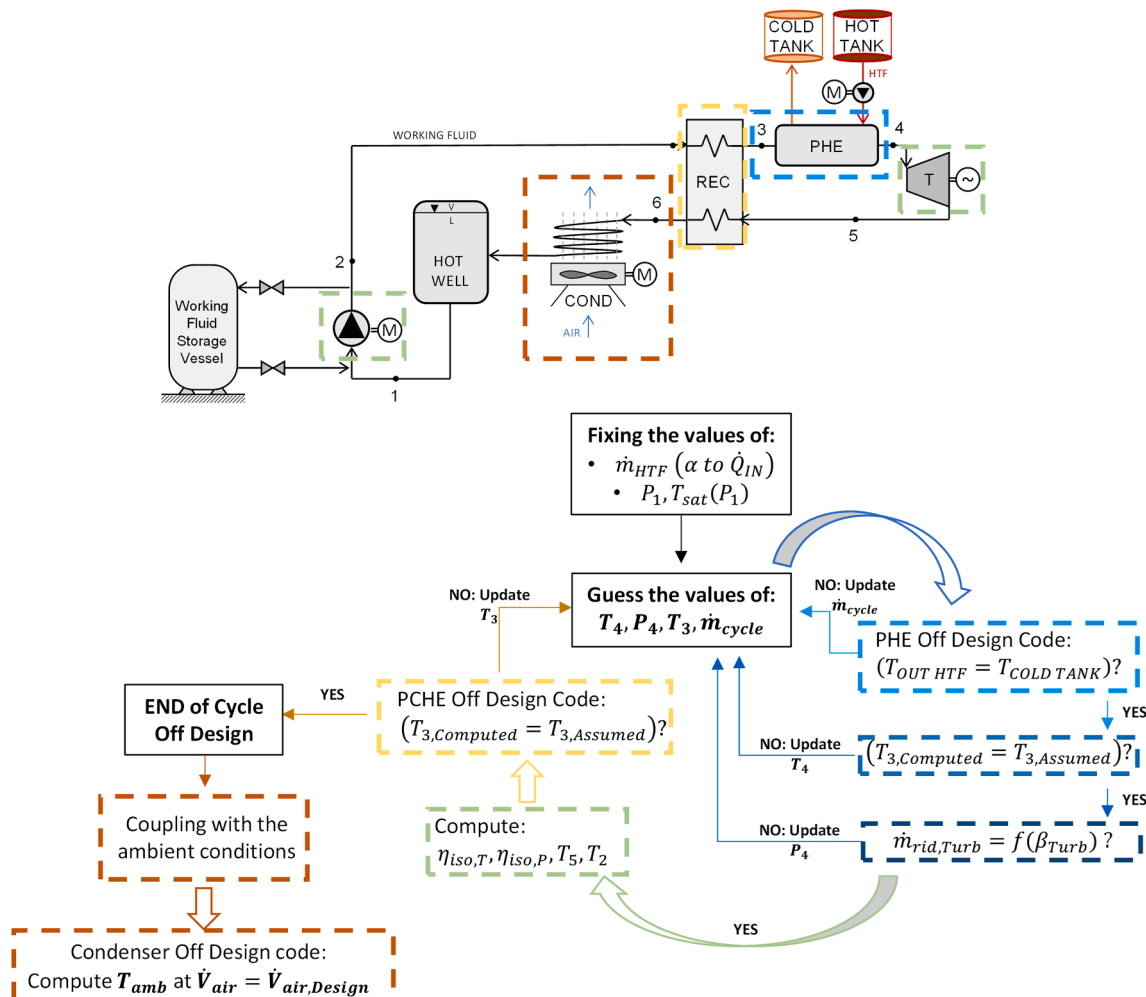 COLD
TANK
HOT
TANK
HTF
M
WORKING FLUID
3
4
PHE
T
~
REC
6
5
V
L
HOT
WELL
M
COND
AIR
2
Working
Fluid
Storage
Vessel
M
1
Fixing the values of:
• ṁ_HTF (α to Q̇_IN)
• P_1, T_sat(P_1)
Guess the values of:
T_4, P_4, T_3, ṁ_cycle
NO: Update
T_3
NO: Update
ṁ_cycle
PHE Off Design Code:
(T_OUT HTF = T_COLD TANK)?
YES
PCHE Off Design Code:
(T_3,Computed = T_3,Assumed)?
YES
END of Cycle
Off Design
NO: Update
T_4
(T_3,Computed = T_3,Assumed)?
YES
NO: Update
P_4
ṁ_rid,Turb = f(β_Turb) ?
Compute:
η_iso,T, η_iso,P, T_5, T_2
YES
Coupling with the
ambient conditions
Condenser Off Design code:
Compute T_amb at V̇_air = V̇_air,Design